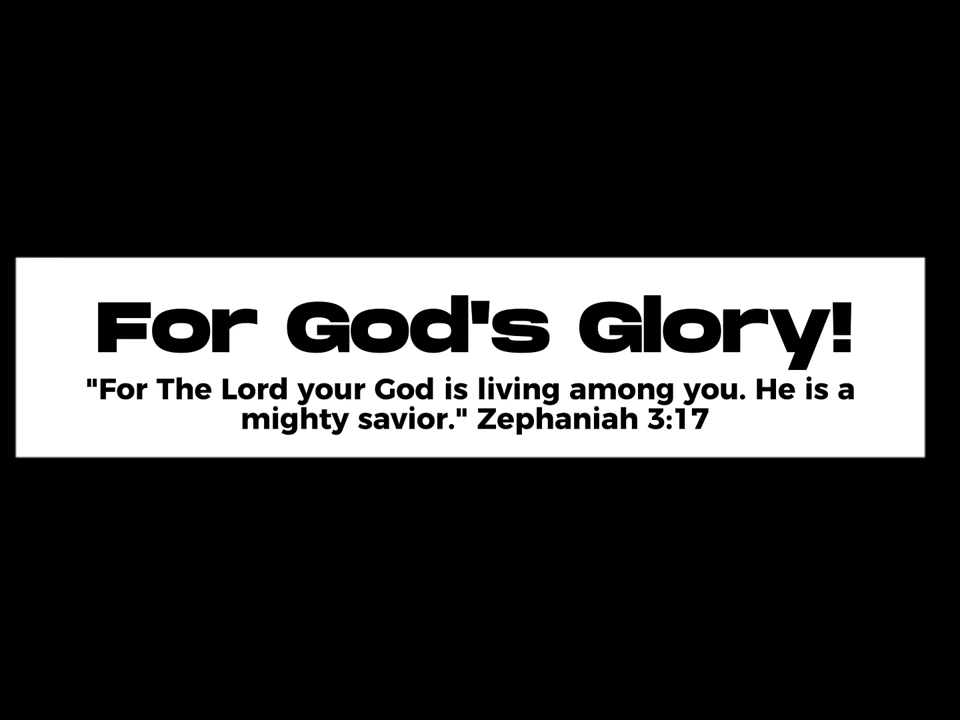 For God's Glory!
"For The Lord your God is living among you. He is a
mighty savior." Zephaniah 3:17